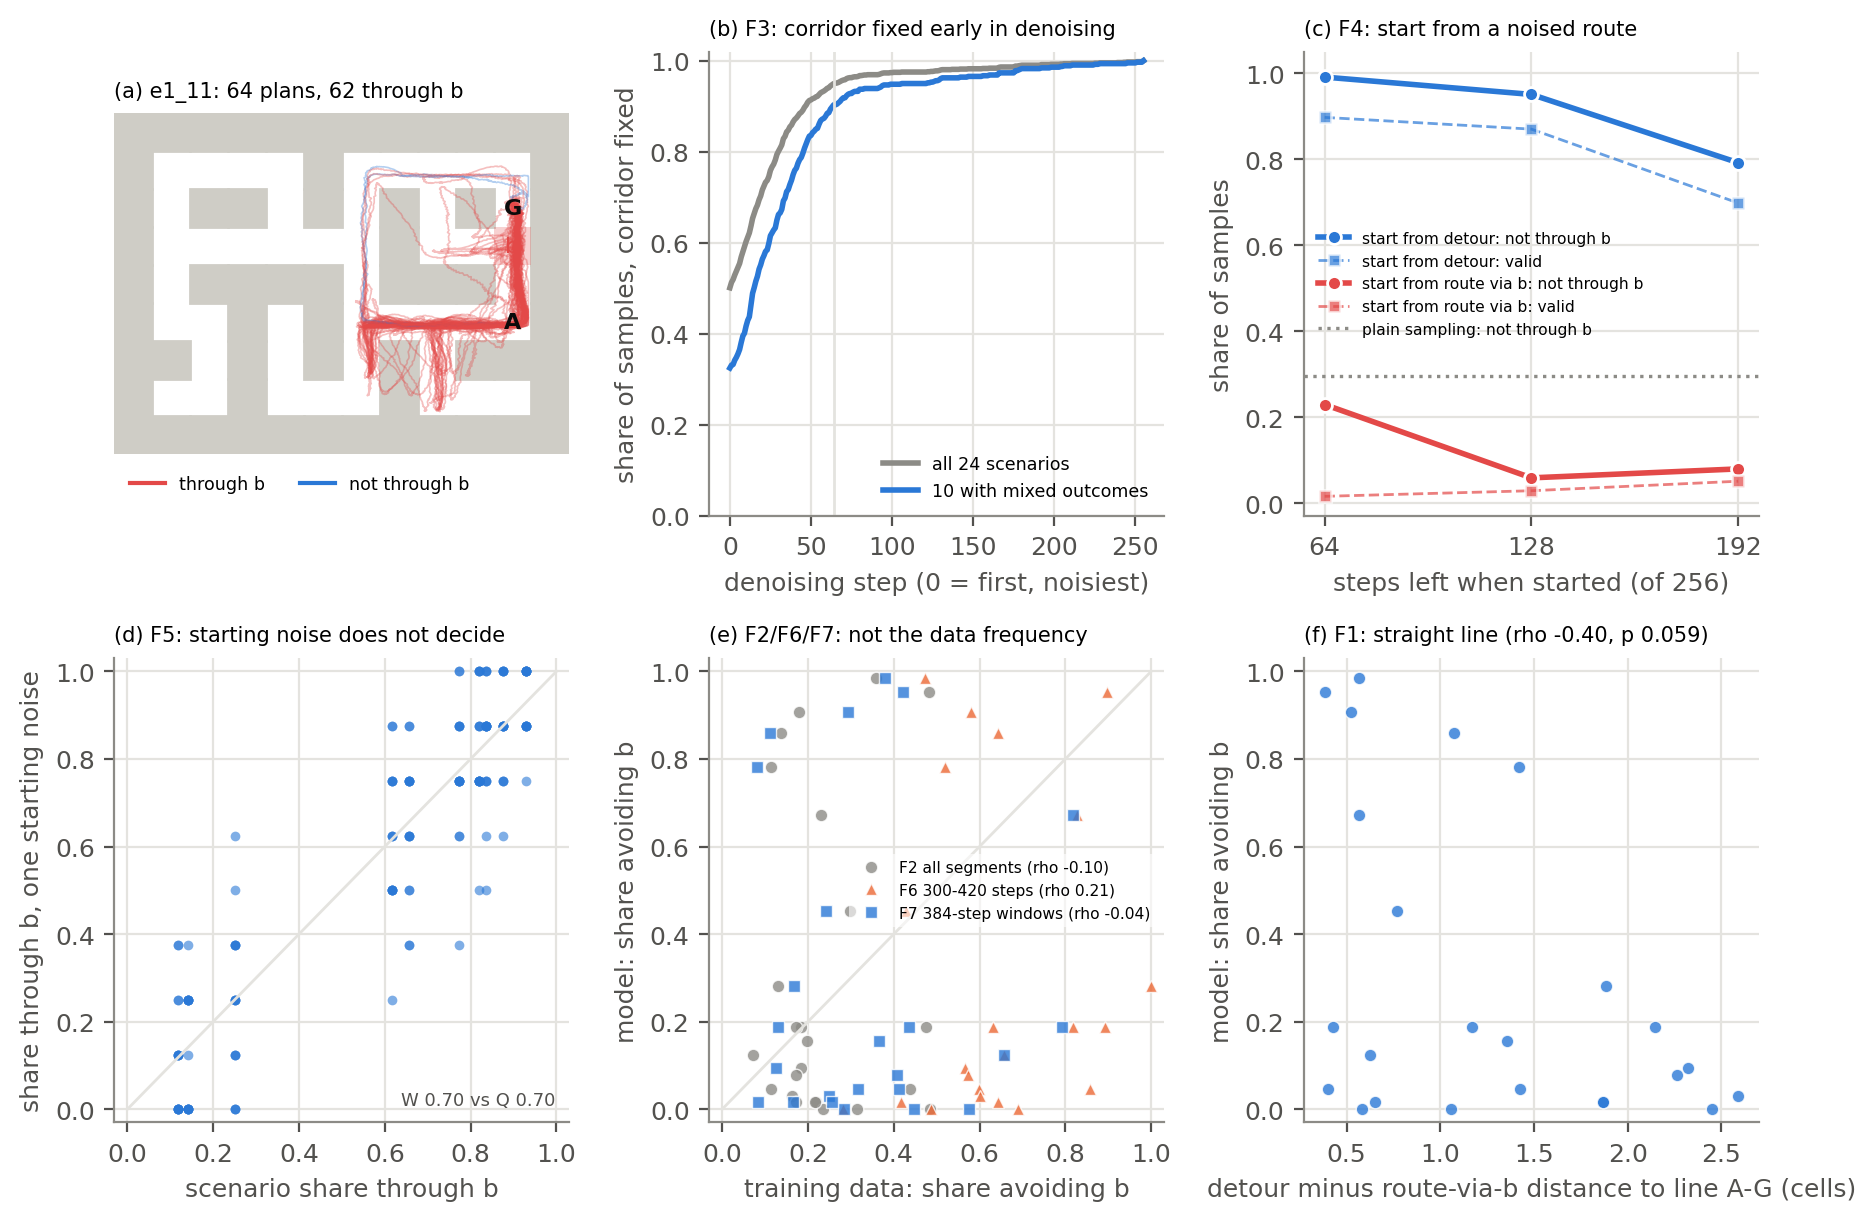 (a) e1_11: 64 plans, 62 through b
G
A
through b
not through b
(b) F3: corridor fixed early in denoising
share of samples, corridor fixed
1.0
0.8
0.6
0.4
0.2
0.0
all 24 scenarios
10 with mixed outcomes
0 50 100 150 200 250
denoising step (0 = first, noisiest)
(c) F4: start from a noised route
share of samples
1.0
0.8
0.6
0.4
0.2
0.0
start from detour: not through b
start from detour: valid
start from route via b: not through b
start from route via b: valid
plain sampling: not through b
64 128 192
steps left when started (of 256)
(d) F5: starting noise does not decide
share through b, one starting noise
1.0
0.8
0.6
0.4
0.2
0.0
W 0.70 vs Q 0.70
0.0 0.2 0.4 0.6 0.8 1.0
scenario share through b
(e) F2/F6/F7: not the data frequency
model: share avoiding b
1.0
0.8
0.6
0.4
0.2
0.0
F2 all segments (rho -0.10)
F6 300-420 steps (rho 0.21)
F7 384-step windows (rho -0.04)
0.0 0.2 0.4 0.6 0.8 1.0
training data: share avoiding b
(f) F1: straight line (rho -0.40, p 0.059)
model: share avoiding b
1.0
0.8
0.6
0.4
0.2
0.0
0.5 1.0 1.5 2.0 2.5
detour minus route-via-b distance to line A-G (cells)